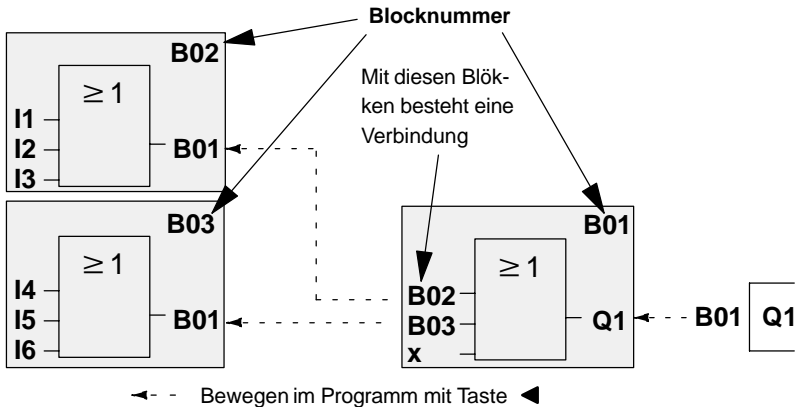 Blocknummer
B02
≥ 1
I1
I2
I3
B01
Mit diesen Blök-
ken besteht eine
Verbindung
B03
≥ 1
I4
I5
I6
B01
B01
≥ 1
B02
B03
x
Q1
B01
Q1
Bewegen im Programm mit Taste ◀